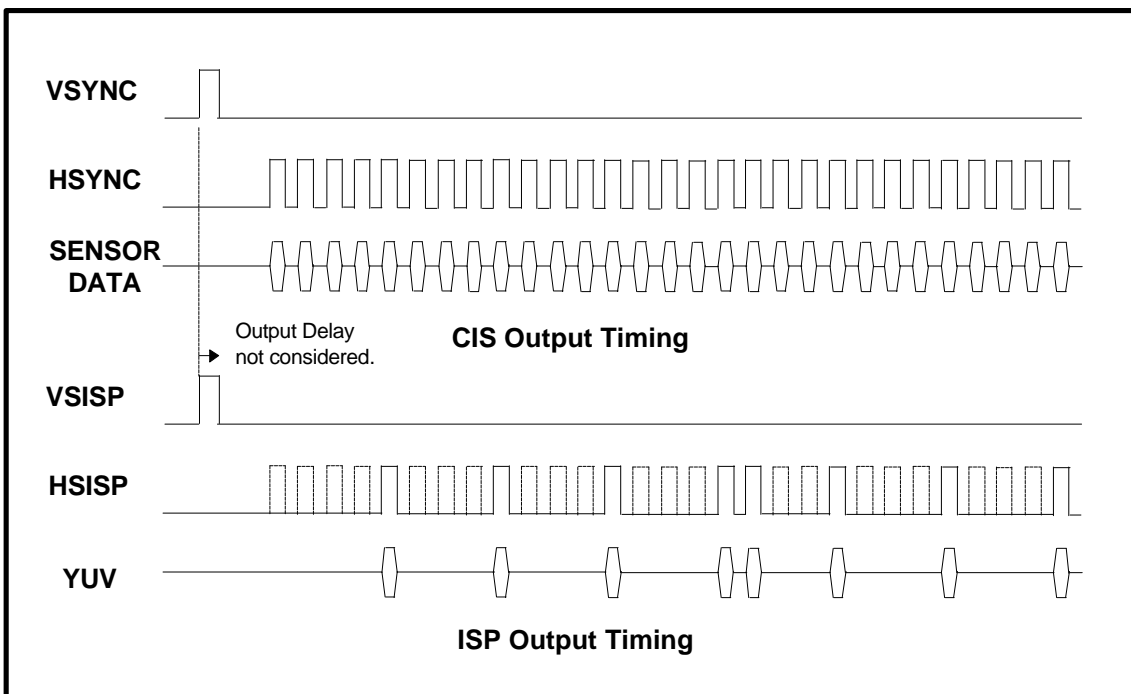 VSYNC
HSYNC
SENSOR
DATA
Output Delay
not considered.
CIS Output Timing
VSISP
HSISP
YUV
ISP Output Timing